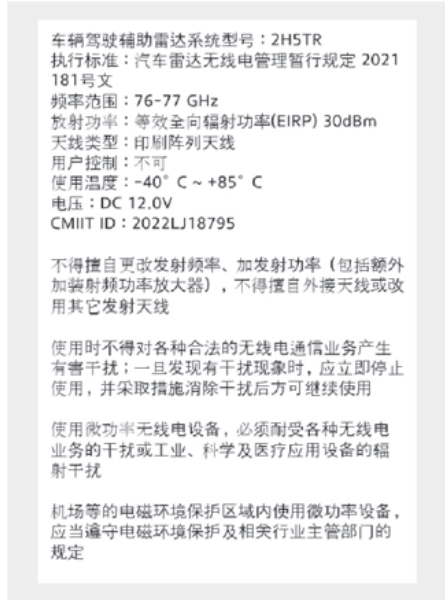 车辆驾驶辅助雷达系统型号：2H5TR
执行标准：汽车雷达无线电管理暂行规定 2021
181号文
频率范围：76-77 GHz
放射功率：等效全向辐射功率(EIRP) 30dBm
天线类型：印刷阵列天线
用户控制：不可
使用温度：-40° C ~ +85° C
电压：DC 12.0V
CMIIT ID：2022LJ18795
不得擅自更改发射频率、加发射功率（包括额外
加装射频功率放大器），不得擅自外接天线或改
用其它发射天线
使用时不得对各种合法的无线电通信业务产生
有害干扰；一旦发现有干扰现象时，应立即停止
使用，并采取措施消除干扰后方可继续使用
使用微功率无线电设备，必须耐受各种无线电
业务的干扰或工业、科学及医疗应用设备的辐
射干扰
机场等的电磁环境保护区域内使用微功率设备，
应当遵守电磁环境保护及相关行业主管部门的
规定